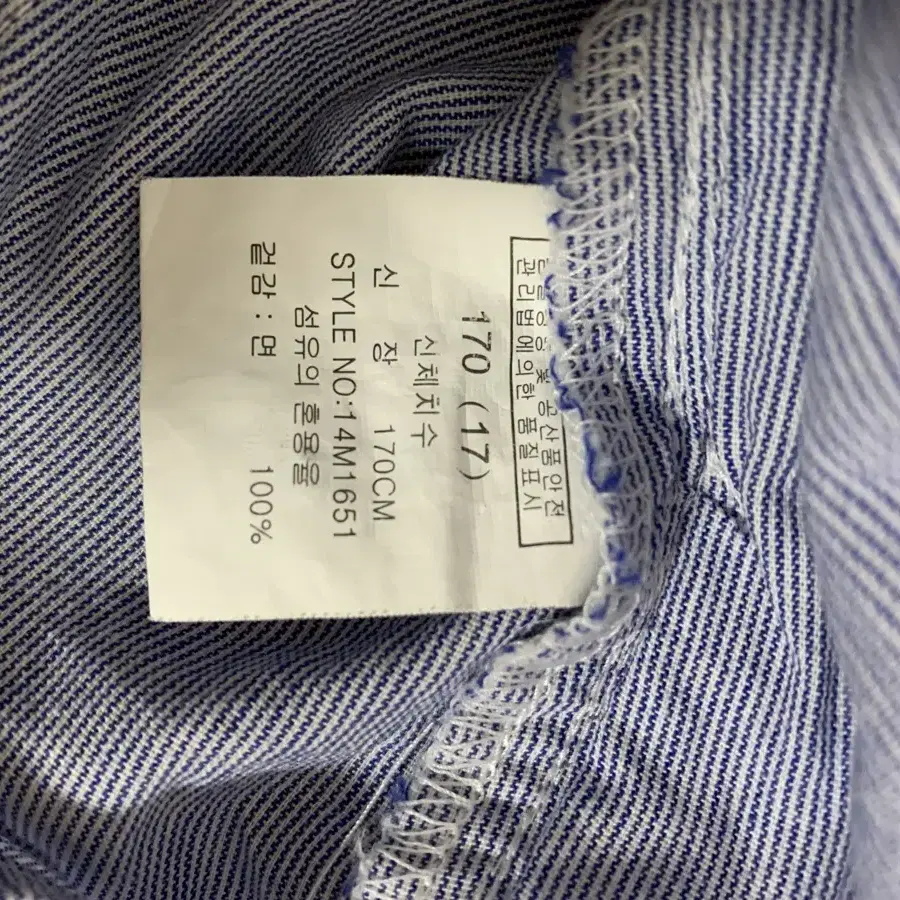 관리법에의한 품질표시
170 (17)
신체치수
신 장 170CM
STYLE NO:14M1651
섬유의 혼용율
겉감 : 면 100%